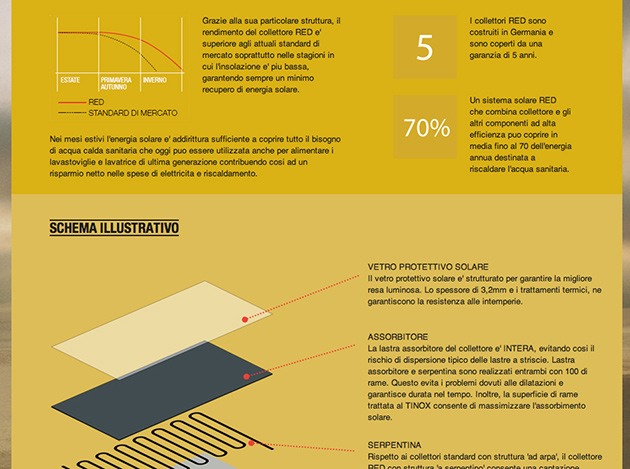 Grazie alla sua particolare struttura, il
rendimento del collettore RED e'
superiore agli attuali standard di
mercato soprattutto nelle stagioni in
cui l'insolazione e' piu bassa,
garantendo sempre un minimo
recupero di energia solare.
ESTATE
PRIMAVERA
AUTUNNO
INVERNO
RED
STANDARD DI MERCATO
Nei mesi estivi l'energia solare e' addirittura sufficiente a coprire tutto il bisogno
di acqua calda sanitaria che oggi puo essere utilizzata anche per alimentare i
lavastoviglie e lavatrice di ultima generazione contribuendo cosi ad un
risparmio netto nelle spese di elettricita e riscaldamento.
5
I collettori RED sono
costruiti in Germania e
sono coperti da una
garanzia di 5 anni.
70%
Un sistema solare RED
che combina collettore e gli
altri componenti ad alta
efficienza puo coprire in
media fino al 70 dell'energia
annua destinata a
riscaldare l'acqua sanitaria.
SCHEMA ILLUSTRATIVO
VETRO PROTETTIVO SOLARE
Il vetro protettivo solare e' strutturato per garantire la migliore
resa luminosa. Lo spessore di 3,2mm e i trattamenti termici, ne
garantiscono la resistenza alle intemperie.
ASSORBITORE
La lastra assorbitore del collettore e' INTERA, evitando cosi il
rischio di dispersione tipico delle lastre a striscie. Lastra
assorbitore e serpentina sono realizzati entrambi con 100 di
rame. Questo evita i problemi dovuti alle dilatazioni e
garantisce durata nel tempo. Inoltre, la superficie di rame
trattata al TINOX consente di massimizzare l'assorbimento
solare.
SERPENTINA
Rispetto ai collettori standard con struttura 'ad arpa', il collettore
RED con struttura 'a serpentino' consente una captazione